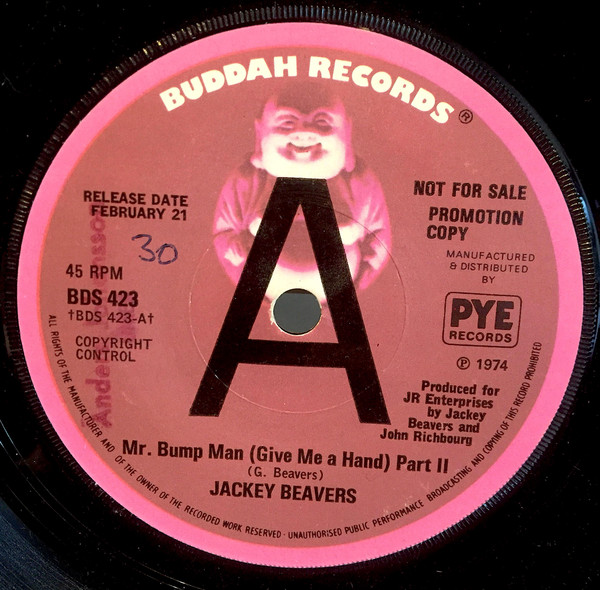 BUDDAH RECORDS®
A
RELEASE DATE
FEBRUARY 21
30
45 RPM
BDS 423
†BDS 423-A†
COPYRIGHT
CONTROL
NOT FOR SALE
PROMOTION
COPY
MANUFACTURED
& DISTRIBUTED
BY
PYE
RECORDS
℗ 1974
Produced for
JR Enterprises
by Jackey
Beavers and
John Richbourg
Mr. Bump Man (Give Me a Hand) Part II
(G. Beavers)
JACKEY BEAVERS
ALL RIGHTS OF THE MANUFACTURER AND OF THE OWNER OF THE RECORDED WORK RESERVED · UNAUTHORISED PUBLIC PERFORMANCE BROADCASTING AND COPYING OF THIS RECORD PROHIBITED